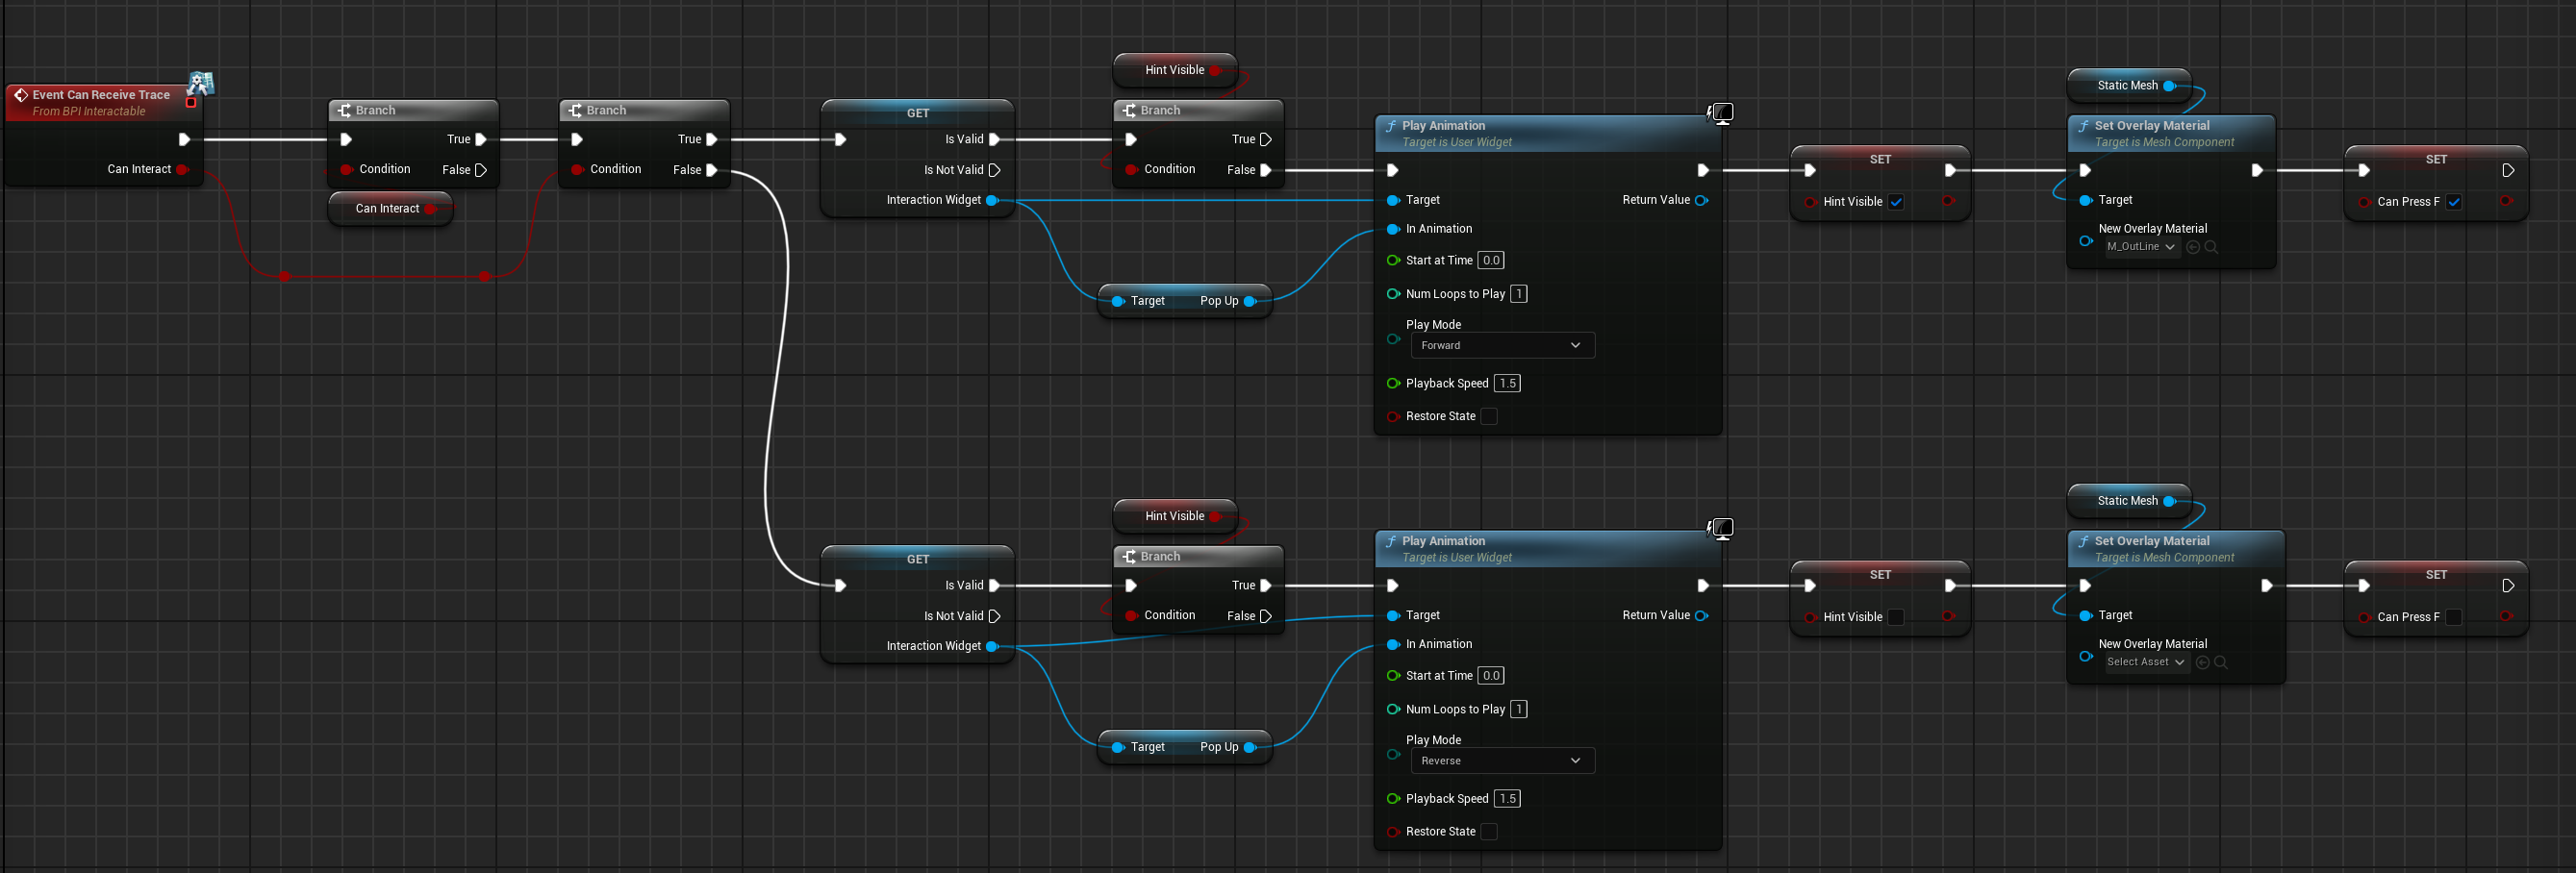 Event Can Receive Trace
From BPI Interactable
Can Interact
Branch
True
Condition
False
Can Interact
Branch
True
Condition
False
GET
Is Valid
Is Not Valid
Interaction Widget
Hint Visible
Branch
True
Condition
False
Target
Pop Up
Play Animation
Target is User Widget
Target
Return Value
In Animation
Start at Time 0.0
Num Loops to Play 1
Play Mode
Forward
Playback Speed 1.5
Restore State
SET
Hint Visible
Static Mesh
Set Overlay Material
Target is Mesh Component
Target
New Overlay Material
M_OutLine
SET
Can Press F
GET
Is Valid
Is Not Valid
Interaction Widget
Hint Visible
Branch
True
Condition
False
Target
Pop Up
Play Animation
Target is User Widget
Target
Return Value
In Animation
Start at Time 0.0
Num Loops to Play 1
Play Mode
Reverse
Playback Speed 1.5
Restore State
SET
Hint Visible
Static Mesh
Set Overlay Material
Target is Mesh Component
Target
New Overlay Material
Select Asset
SET
Can Press F